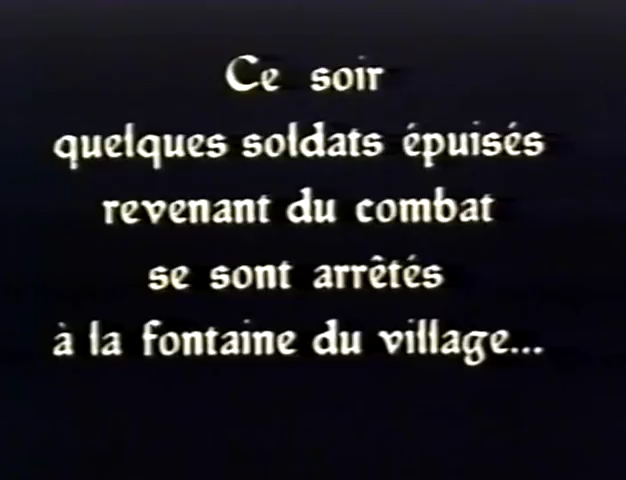 Ce soir
quelques soldats épuisés
revenant du combat
se sont arrêtés
à la fontaine du village...